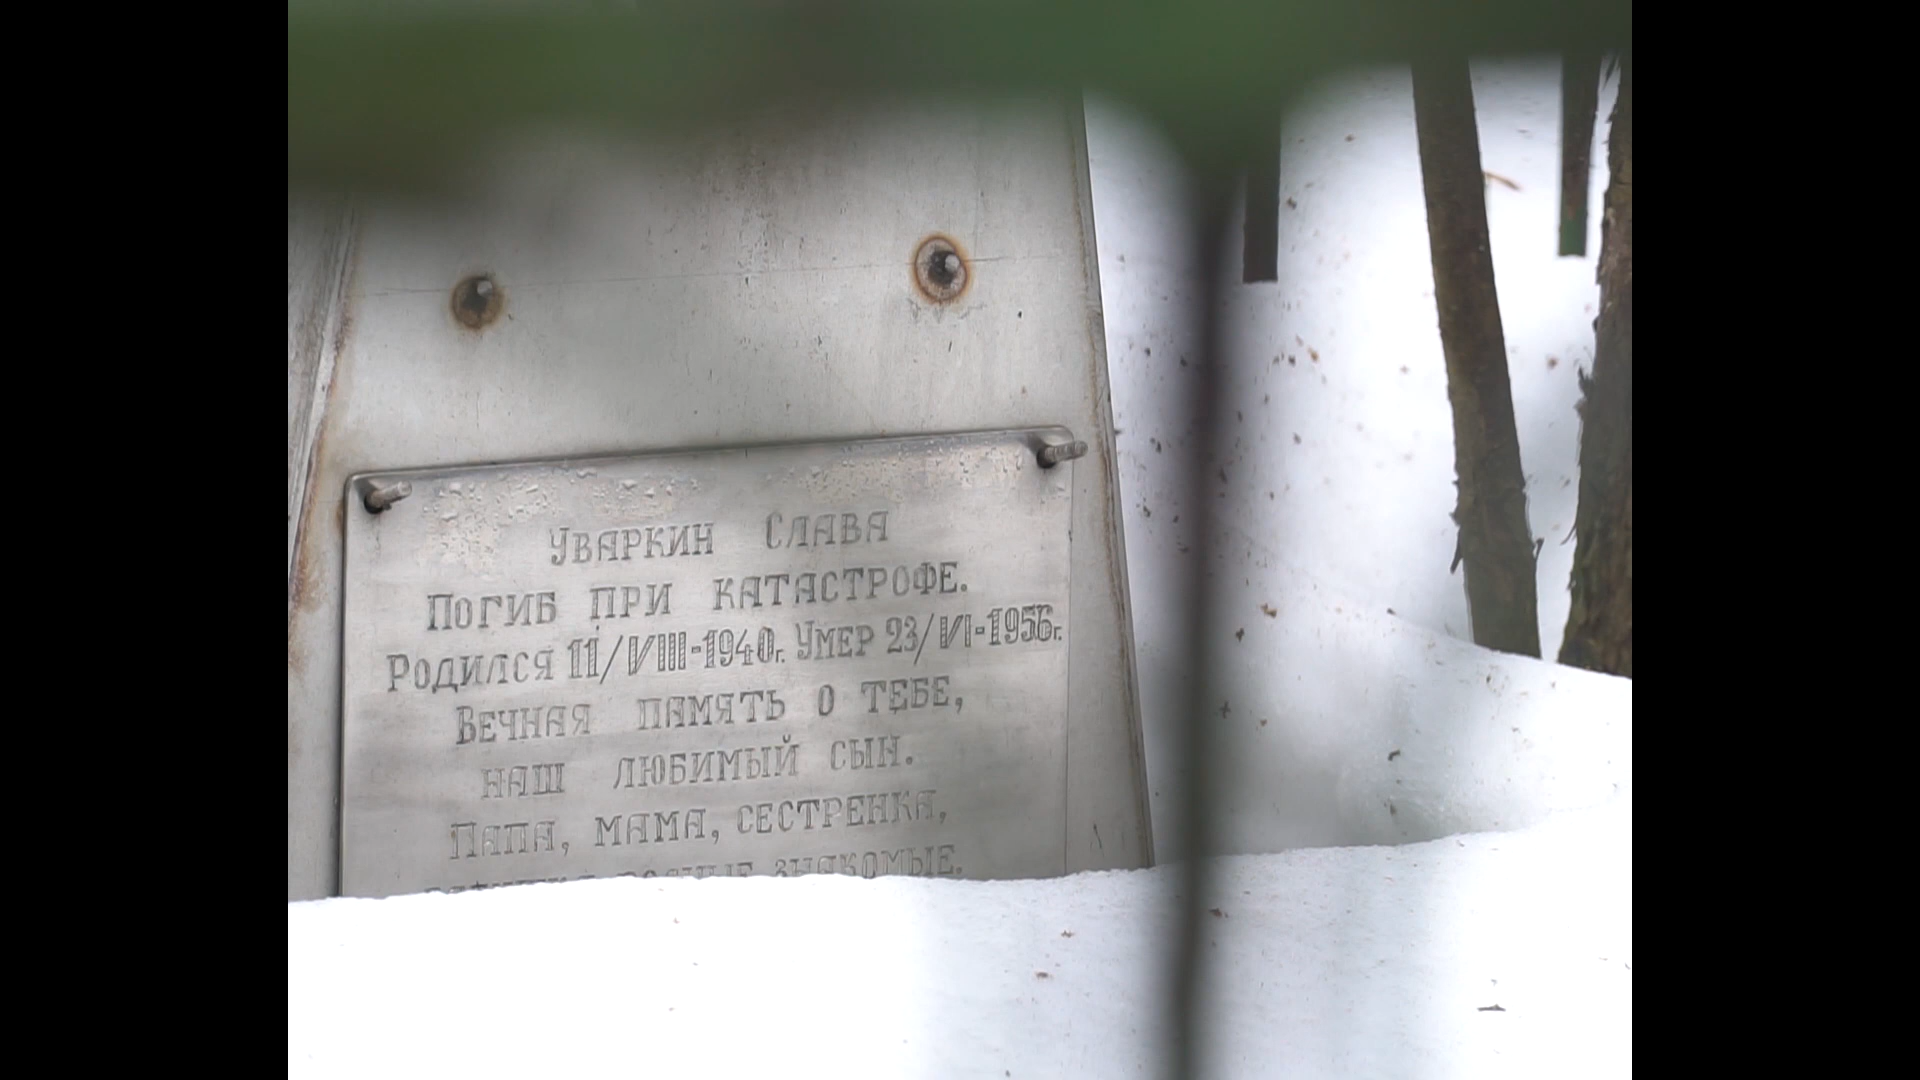 Уваркин Слава
Погиб при катастрофе.
Родился 11/VIII-1940г. Умер 23/VI-1956г.
Вечная память о тебе,
наш любимый сын.
Папа, мама, сестренка,
знакомые.